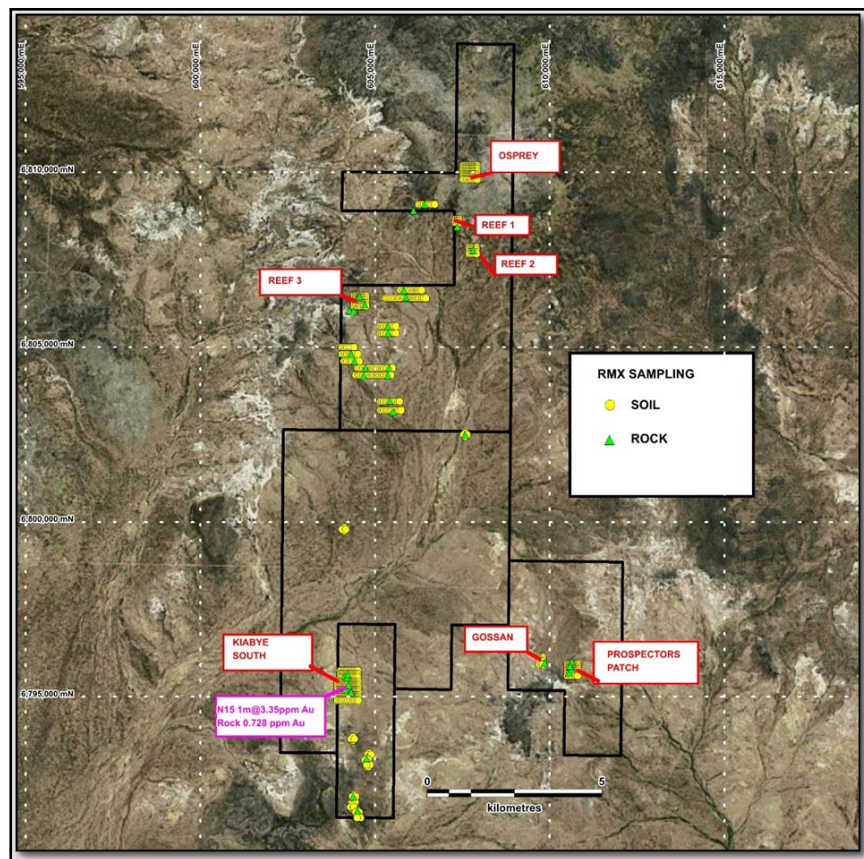 595,000 mE
600,000 mE
605,000 mE
610,000 mE
615,000 mE
6,810,000 mN
OSPREY
REEF 1
REEF 2
REEF 3
6,805,000 mN
RMX SAMPLING
SOIL
ROCK
6,800,000 mN
KIABYE
SOUTH
GOSSAN
PROSPECTORS
PATCH
6,795,000 mN
N15 1m@3.35ppm Au
Rock 0.728 ppm Au
0
5
kilometres